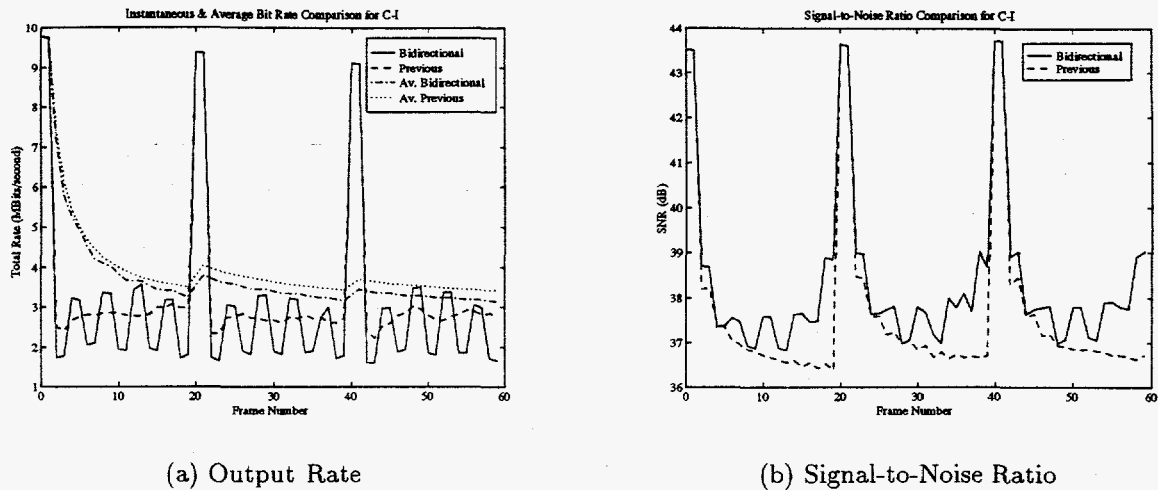 Instantaneous & Average Bit Rate Comparison for C-I
10
9
8
7
6
5
4
3
2
1
Total Rate (MBits/second)
Bidirectional
Previous
Av. Bidirectional
Av. Previous
0 10 20 30 40 50 60
Frame Number
(a) Output Rate
Signal-to-Noise Ratio Comparison for C-I
44
43
42
41
40
39
38
37
36
SNR (dB)
Bidirectional
Previous
0 10 20 30 40 50 60
Frame Number
(b) Signal-to-Noise Ratio